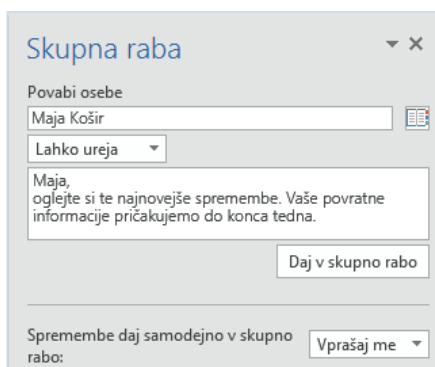 Skupna raba
Povabi osebe
Maja Košir
Lahko ureja
Maja,
oglejte si te najnovejše spremembe. Vaše povratne
informacije pričakujemo do konca tedna.
Daj v skupno rabo
Spremembe daj samodejno v skupno
rabo:
Vprašaj me